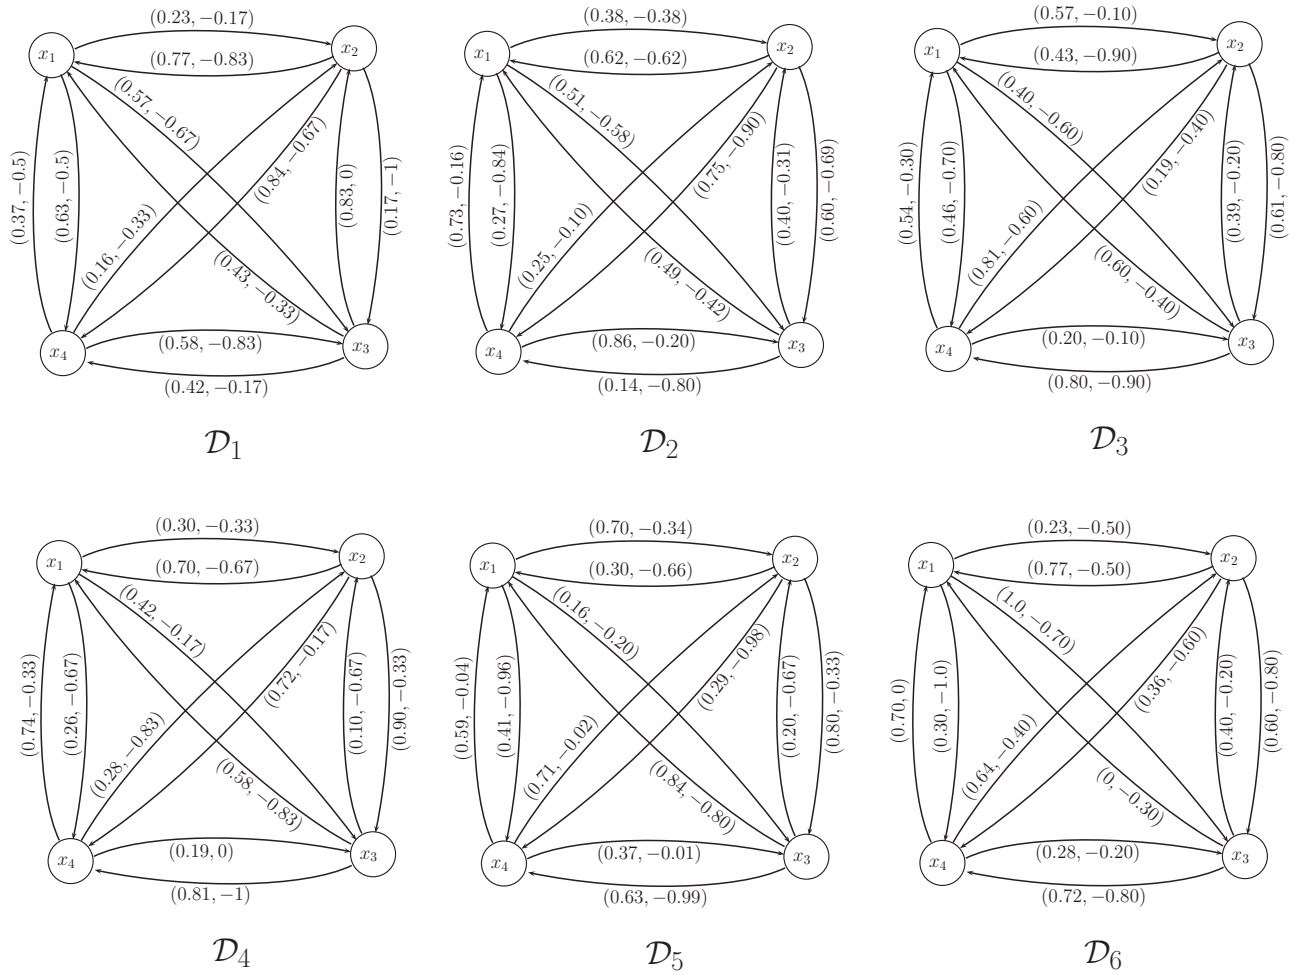 (0.23, −0.17)
x1
x2
(0.77, −0.83)
(0.57, −0.67)
(0.84, −0.67)
(0.37, −0.5)
(0.63, −0.5)
(0.83, 0)
(0.17, −1)
(0.16, −0.33)
(0.43, −0.33)
x4
x3
(0.58, −0.83)
(0.42, −0.17)
𝒟1
(0.38, −0.38)
x1
x2
(0.62, −0.62)
(0.51, −0.58)
(0.75, −0.90)
(0.73, −0.16)
(0.27, −0.84)
(0.40, −0.31)
(0.60, −0.69)
(0.25, −0.10)
(0.49, −0.42)
x4
x3
(0.86, −0.20)
(0.14, −0.80)
𝒟2
(0.57, −0.10)
x1
x2
(0.43, −0.90)
(0.40, −0.60)
(0.19, −0.40)
(0.54, −0.30)
(0.46, −0.70)
(0.39, −0.20)
(0.61, −0.80)
(0.81, −0.60)
(0.60, −0.40)
x4
x3
(0.20, −0.10)
(0.80, −0.90)
𝒟3
(0.30, −0.33)
x1
x2
(0.70, −0.67)
(0.42, −0.17)
(0.72, −0.17)
(0.74, −0.33)
(0.26, −0.67)
(0.10, −0.67)
(0.90, −0.33)
(0.28, −0.83)
(0.58, −0.83)
x4
x3
(0.19, 0)
(0.81, −1)
𝒟4
(0.70, −0.34)
x1
x2
(0.30, −0.66)
(0.16, −0.20)
(0.29, −0.98)
(0.59, −0.04)
(0.41, −0.96)
(0.20, −0.67)
(0.80, −0.33)
(0.71, −0.02)
(0.84, −0.80)
x4
x3
(0.37, −0.01)
(0.63, −0.99)
𝒟5
(0.23, −0.50)
x1
x2
(0.77, −0.50)
(1.0, −0.70)
(0.36, −0.60)
(0.70, 0)
(0.30, −1.0)
(0.40, −0.20)
(0.60, −0.80)
(0.64, −0.40)
(0, −0.30)
x4
x3
(0.28, −0.20)
(0.72, −0.80)
𝒟6